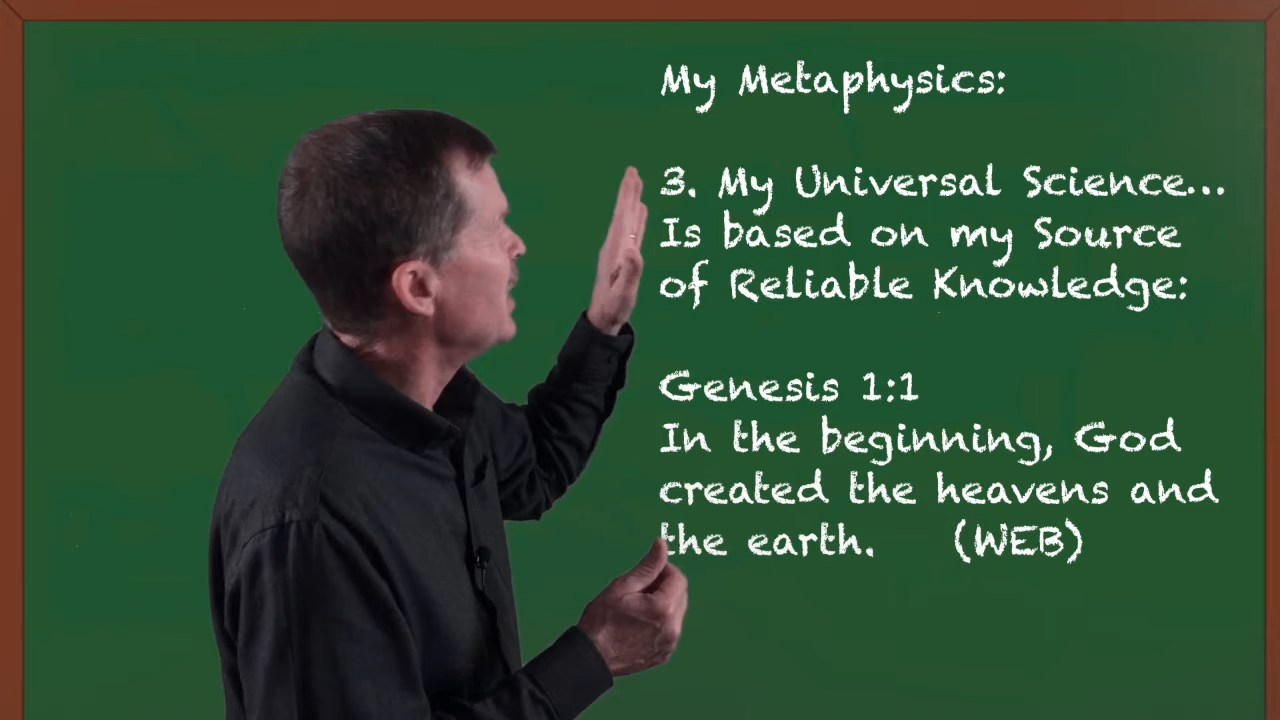 My Metaphysics:
3. My Universal Science...
Is based on my Source
of Reliable Knowledge:
Genesis 1:1
In the beginning, God
created the heavens and
the earth. (WEB)